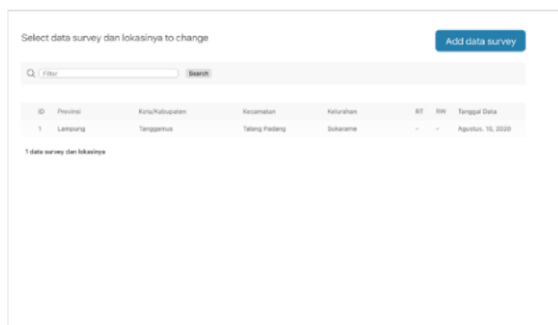 Select data survey dan lokasinya to change
Add data survey
Filter Search
ID Provinsi Kota/Kabupaten Kecamatan Kelurahan RT RW Tanggal Data
1 Lampung Tanggamus Talang Padang Sukarame - - Agustus. 10, 2020
1 data survey dan lokasinya